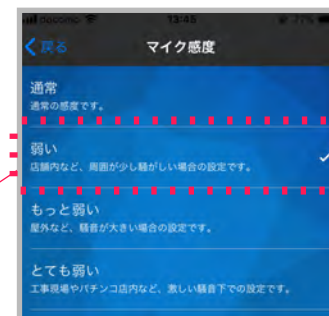 docomo 13:45 77%
戻る マイク感度
通常
通常の感度です。
弱い
店舗内など、周囲が少し騒がしい場合の設定です。
もっと弱い
屋外など、騒音が大きい場合の設定です。
とても弱い
工事現場やパチンコ店内など、激しい騒音下での設定です。